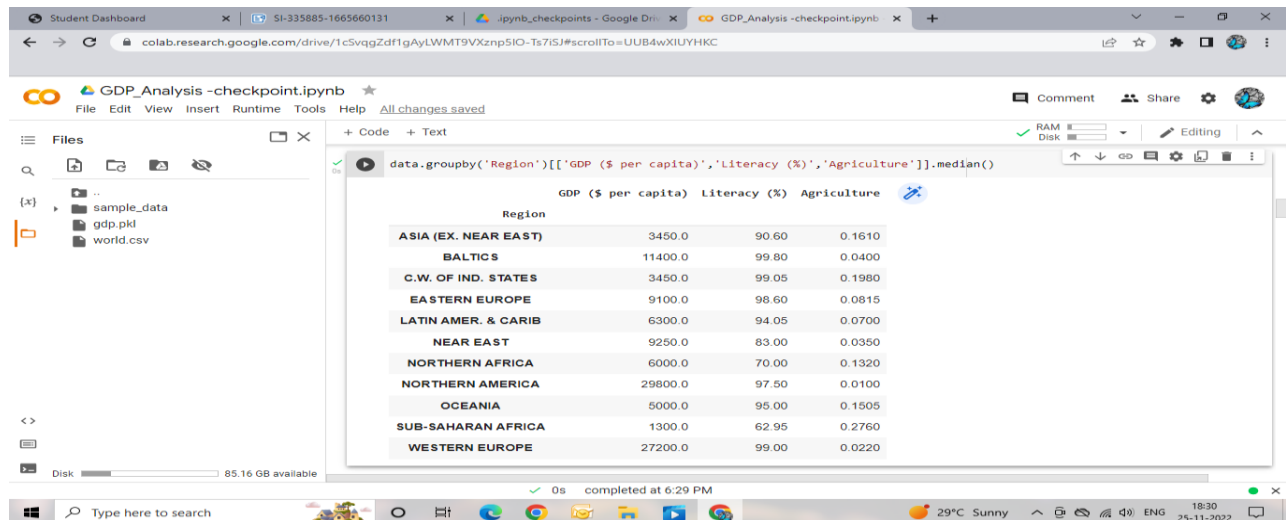 Student Dashboard
SI-335885-1665660131
.ipynb_checkpoints - Google Driv
GDP_Analysis -checkpoint.ipynb
colab.research.google.com/drive/1cSvqgZdf1gAyLWMT9VXznp5IO-Ts7iSJ#scrollTo=UUB4wXIUYHKC
GDP_Analysis -checkpoint.ipynb
Comment Share
File Edit View Insert Runtime Tools Help All changes saved
Files
+ Code + Text
RAM
Disk
Editing
{x}
..
sample_data
gdp.pkl
world.csv
0s
data.groupby('Region')[['GDP ($ per capita)','Literacy (%)','Agriculture']].median()
GDP ($ per capita) Literacy (%) Agriculture
Region
ASIA (EX. NEAR EAST) 3450.0 90.60 0.1610
BALTICS 11400.0 99.80 0.0400
C.W. OF IND. STATES 3450.0 99.05 0.1980
EASTERN EUROPE 9100.0 98.60 0.0815
LATIN AMER. & CARIB 6300.0 94.05 0.0700
NEAR EAST 9250.0 83.00 0.0350
NORTHERN AFRICA 6000.0 70.00 0.1320
NORTHERN AMERICA 29800.0 97.50 0.0100
OCEANIA 5000.0 95.00 0.1505
SUB-SAHARAN AFRICA 1300.0 62.95 0.2760
WESTERN EUROPE 27200.0 99.00 0.0220
Disk 85.16 GB available
0s completed at 6:29 PM
Type here to search
29°C Sunny
ENG
18:30
25-11-2022